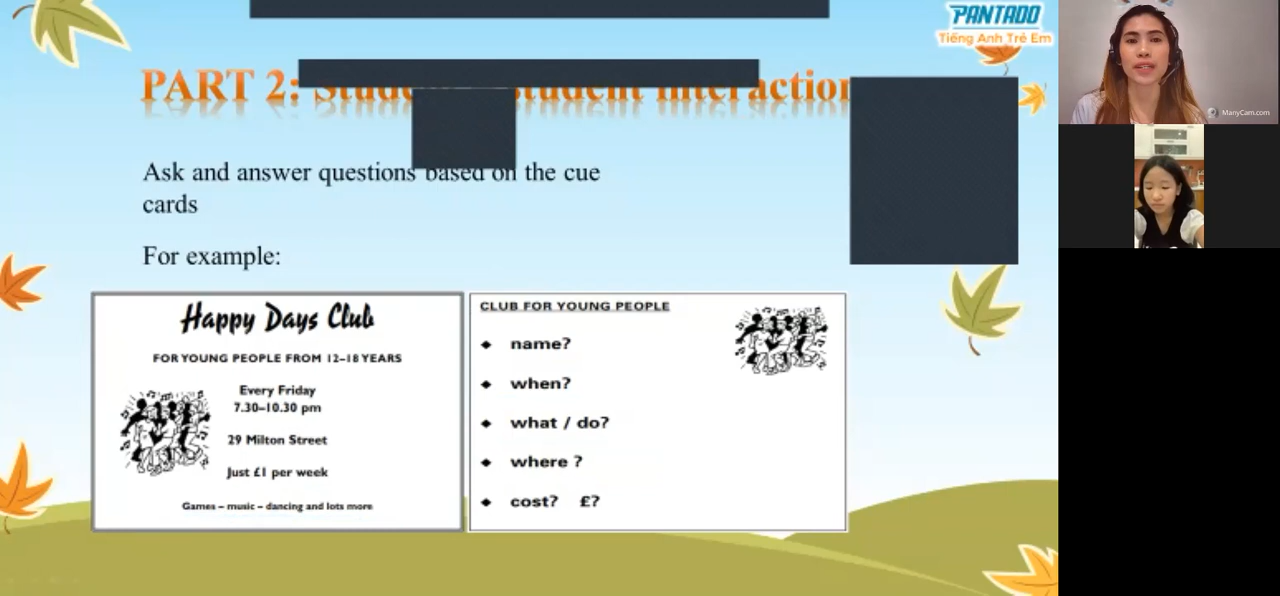 PANTADO
Tiếng Anh Trẻ Em
PART 2:
Ask and answer questions based on the cue
cards
For example:
Happy Days Club
FOR YOUNG PEOPLE FROM 12–18 YEARS
Every Friday
7.30–10.30 pm
29 Milton Street
Just £1 per week
Games – music – dancing and lots more
CLUB FOR YOUNG PEOPLE
◆ name?
◆ when?
◆ what / do?
◆ where ?
◆ cost? £?
ManyCam.com